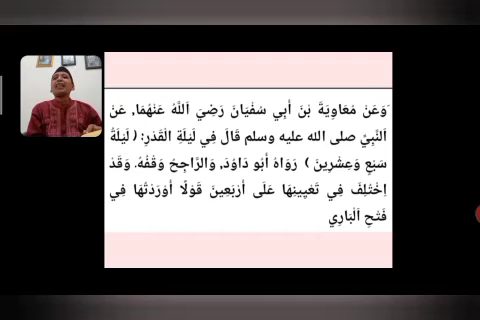 َوَعَنْ مُعَاوِيَةَ بْنَ أَبِي سُفْيَانَ رَضِيَ اَللَّهُ عَنْهُمَا, عَنْ
اَلنَّبِيِّ صلى الله عليه وسلم قَالَ فِي لَيْلَةِ اَلْقَدْرِ: ( لَيْلَةُ
سَبْعٍ وَعِشْرِينَ ) رَوَاهُ أَبُو دَاوُدَ, وَالرَّاجِحُ وَقْفُهُ. وَقَدْ
اِخْتُلِفَ فِي تَعْيِينِهَا عَلَى أَرْبَعِينَ قَوْلًا أَوْرَدْتُهَا فِي
فَتْحِ اَلْبَارِي